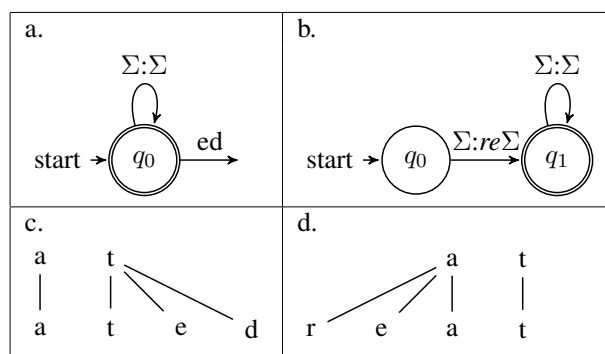 a.
Σ:Σ
start q₀ ed
b.
Σ:Σ
start q₀ Σ:reΣ q₁
c.
a t
a t e d
d.
a t
r e a t